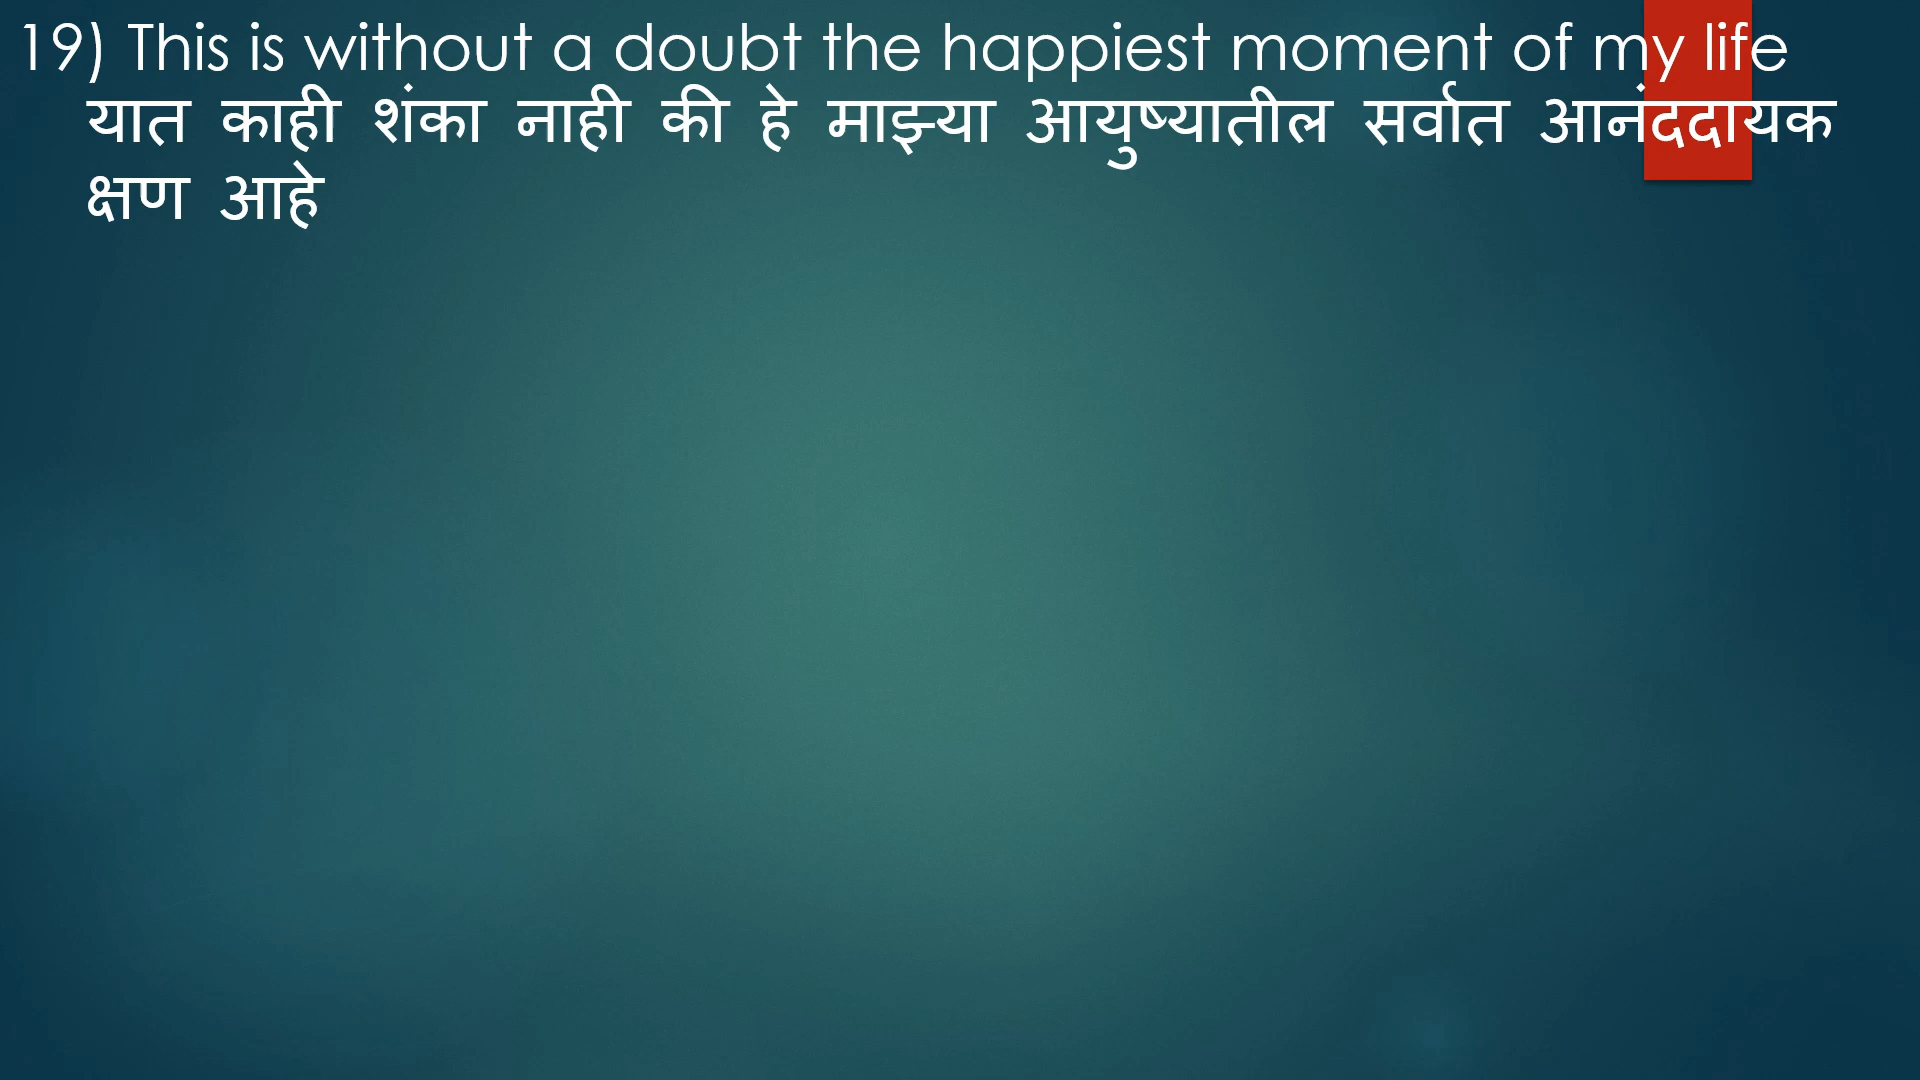 19) This is without a doubt the happiest moment of my life
यात काही शंका नाही की हे माझ्या आयुष्यातील सर्वात आनंददायक
क्षण आहे